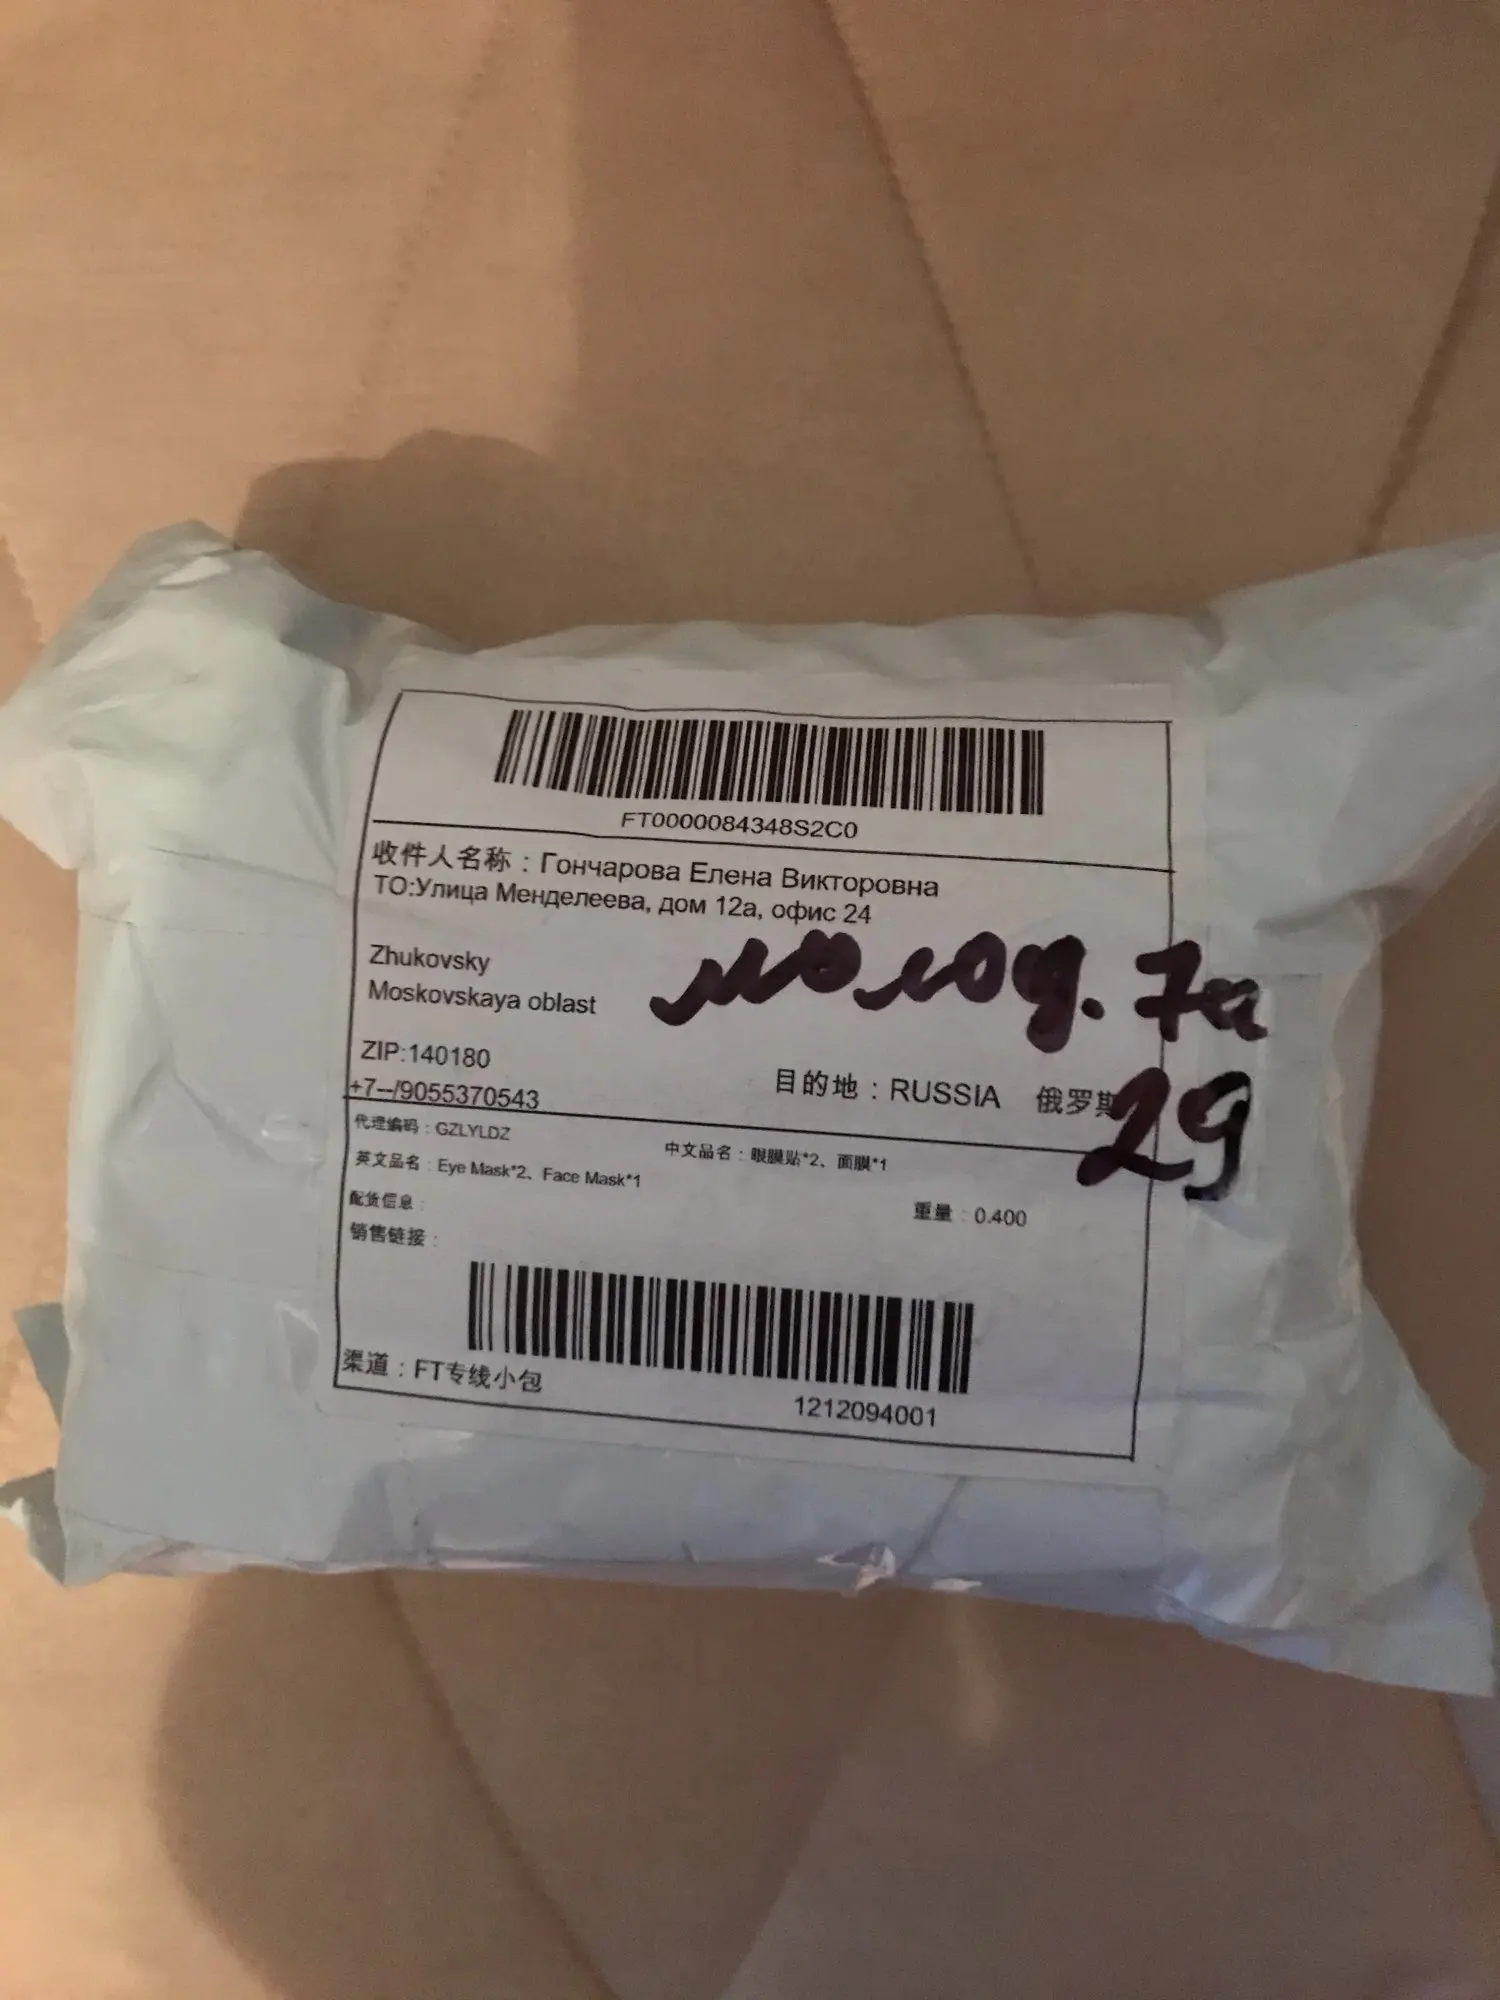 FT0000084348S2C0
收件人名称：Гончарова Елена Викторовна
TO:Улица Менделеева, дом 12а, офис 24
Zhukovsky
Moskovskaya oblast
молод. 7а
29
ZIP:140180
+7--/9055370543
目的地：RUSSIA 俄罗斯
代理编码：GZLYLDZ
中文品名：眼膜贴*2、面膜*1
英文品名：Eye Mask*2、Face Mask*1
配货信息：
重量：0.400
销售链接：
渠道：FT专线小包
1212094001